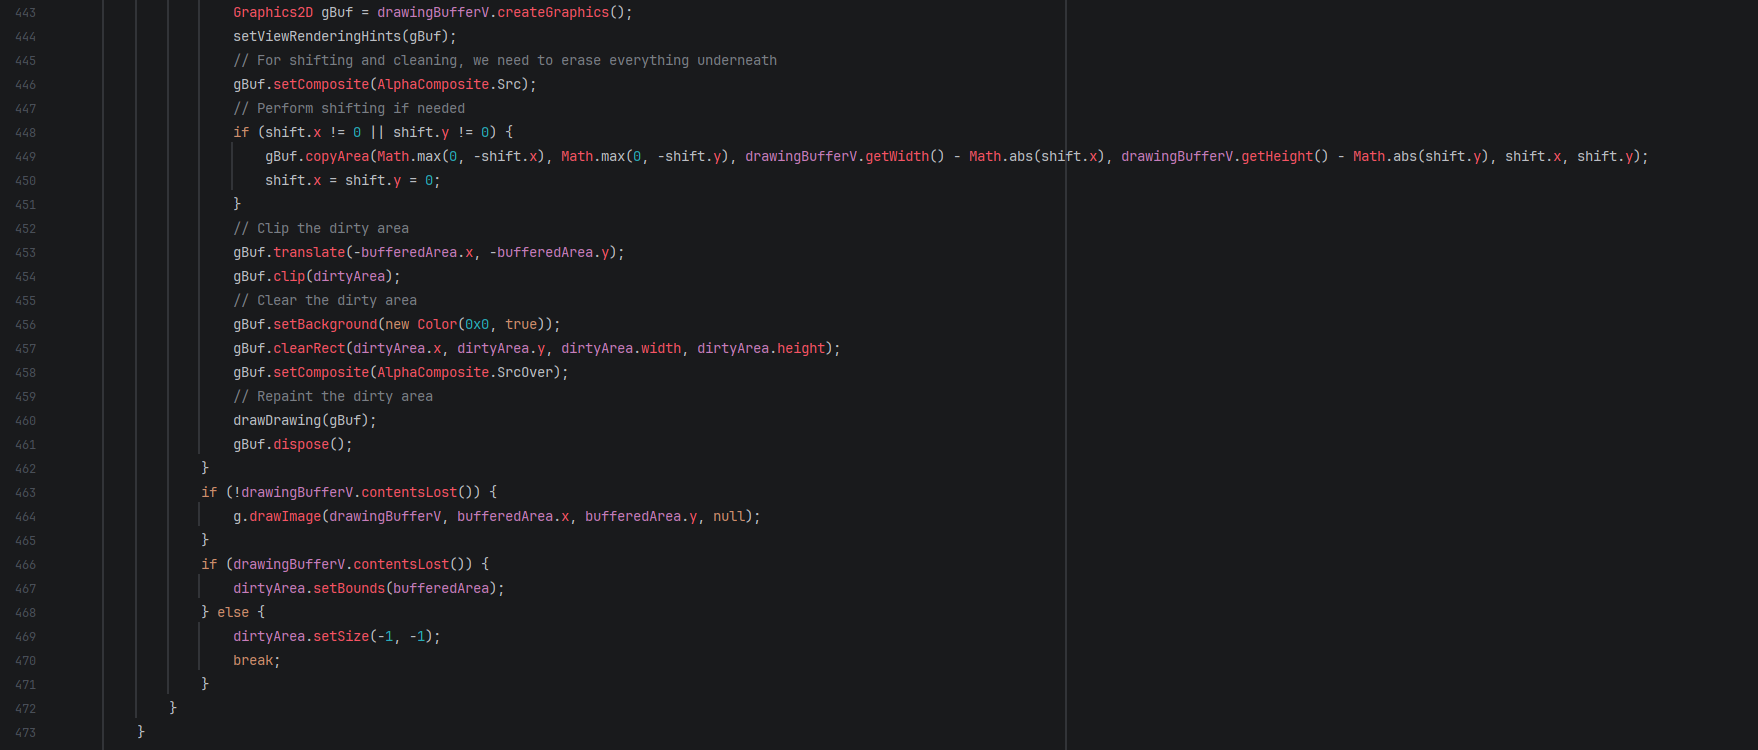 443 Graphics2D gBuf = drawingBufferV.createGraphics();
444 setViewRenderingHints(gBuf);
445 // For shifting and cleaning, we need to erase everything underneath
446 gBuf.setComposite(AlphaComposite.Src);
447 // Perform shifting if needed
448 if (shift.x != 0 || shift.y != 0) {
449 gBuf.copyArea(Math.max(0, -shift.x), Math.max(0, -shift.y), drawingBufferV.getWidth() - Math.abs(shift.x), drawingBufferV.getHeight() - Math.abs(shift.y), shift.x, shift.y);
450 shift.x = shift.y = 0;
451 }
452 // Clip the dirty area
453 gBuf.translate(-bufferedArea.x, -bufferedArea.y);
454 gBuf.clip(dirtyArea);
455 // Clear the dirty area
456 gBuf.setBackground(new Color(0x0, true));
457 gBuf.clearRect(dirtyArea.x, dirtyArea.y, dirtyArea.width, dirtyArea.height);
458 gBuf.setComposite(AlphaComposite.SrcOver);
459 // Repaint the dirty area
460 drawDrawing(gBuf);
461 gBuf.dispose();
462 }
463 if (!drawingBufferV.contentsLost()) {
464 g.drawImage(drawingBufferV, bufferedArea.x, bufferedArea.y, null);
465 }
466 if (drawingBufferV.contentsLost()) {
467 dirtyArea.setBounds(bufferedArea);
468 } else {
469 dirtyArea.setSize(-1, -1);
470 break;
471 }
472 }
473 }